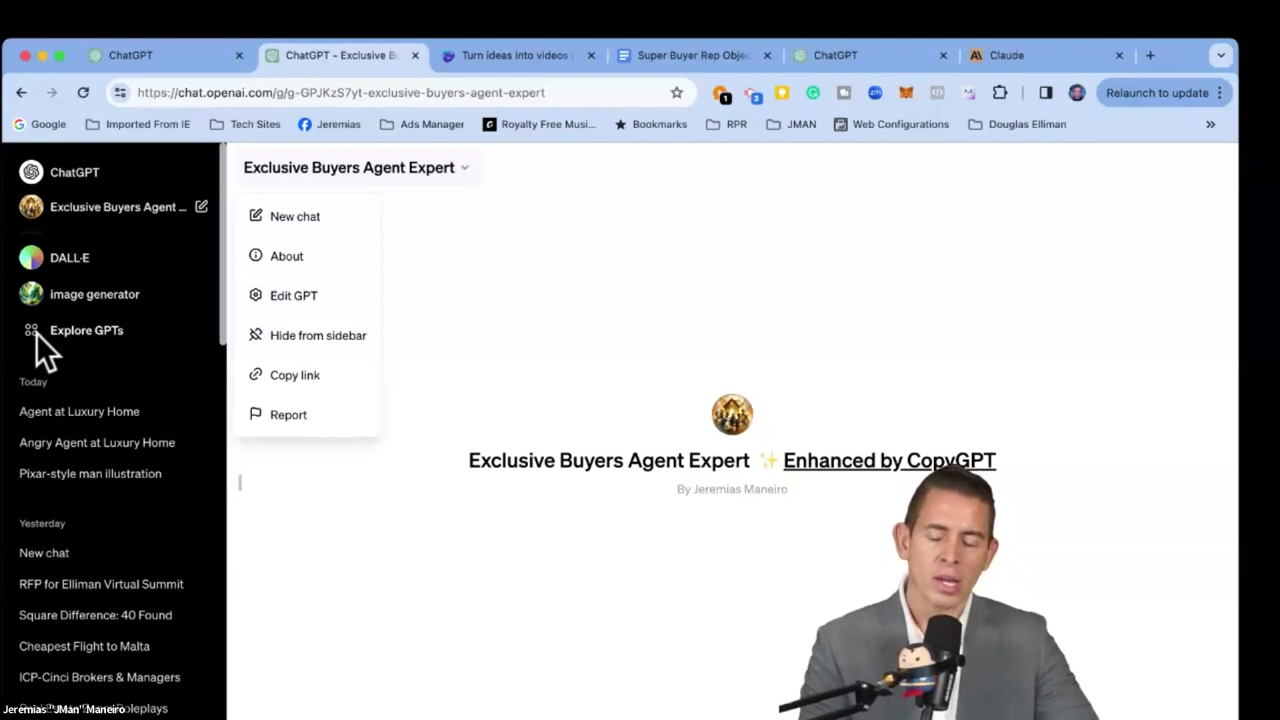 ChatGPT
ChatGPT - Exclusive B
Turn ideas into videos
Super Buyer Rep Objec
ChatGPT
Claude
https://chat.openai.com/g/g-GPJKzS7yt-exclusive-buyers-agent-expert
1
3
Relaunch to update
Google
Imported From IE
Tech Sites
Jeremias
Ads Manager
Royalty Free Musi...
Bookmarks
RPR
JMAN
Web Configurations
Douglas Elliman
ChatGPT
Exclusive Buyers Agent ...
DALL·E
image generator
Explore GPTs
Today
Agent at Luxury Home
Angry Agent at Luxury Home
Pixar-style man illustration
Yesterday
New chat
RFP for Elliman Virtual Summit
Square Difference: 40 Found
Cheapest Flight to Malta
ICP-Cinci Brokers & Managers
Roleplays
Jeremias "JMan" Maneiro
Exclusive Buyers Agent Expert
New chat
About
Edit GPT
Hide from sidebar
Copy link
Report
Exclusive Buyers Agent Expert ✨ Enhanced by CopyGPT
By Jeremias Maneiro